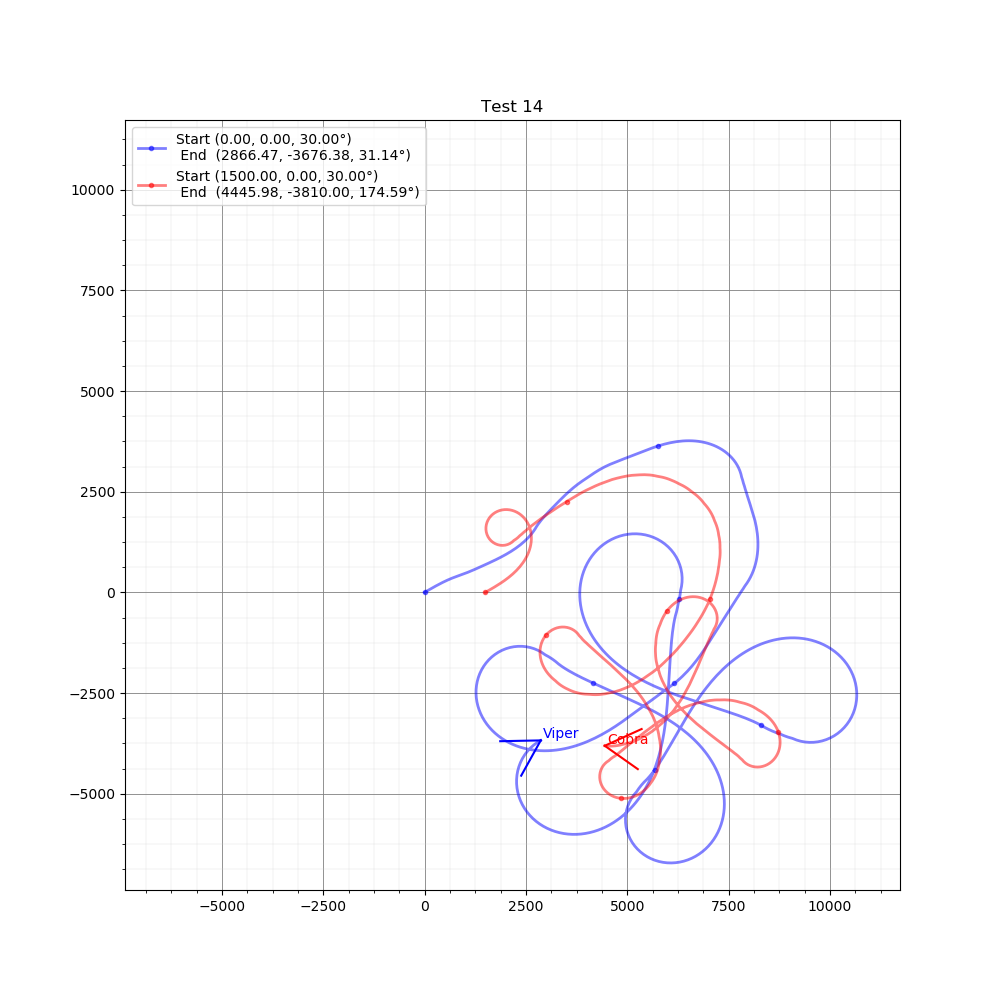 Test 14
Start (0.00, 0.00, 30.00°)
End  (2866.47, -3676.38, 31.14°)
Start (1500.00, 0.00, 30.00°)
End  (4445.98, -3810.00, 174.59°)
10000
7500
5000
2500
0
−2500
Viper
Cobra
−5000
−5000
−2500
0
2500
5000
7500
10000